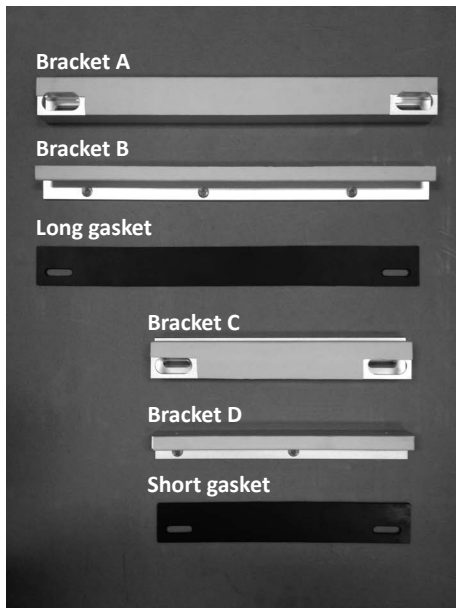 Bracket A
Bracket B
Long gasket
Bracket C
Bracket D
Short gasket